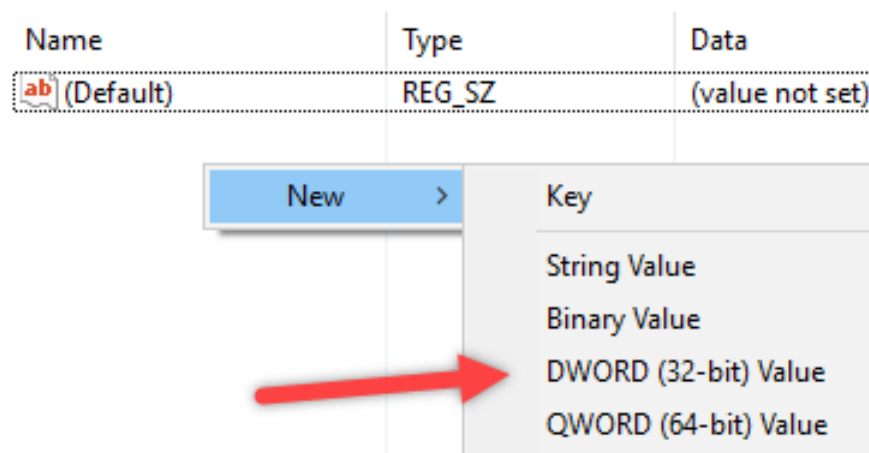 Name Type Data
ab (Default) REG_SZ (value not set)
New > Key
String Value
Binary Value
DWORD (32-bit) Value
QWORD (64-bit) Value